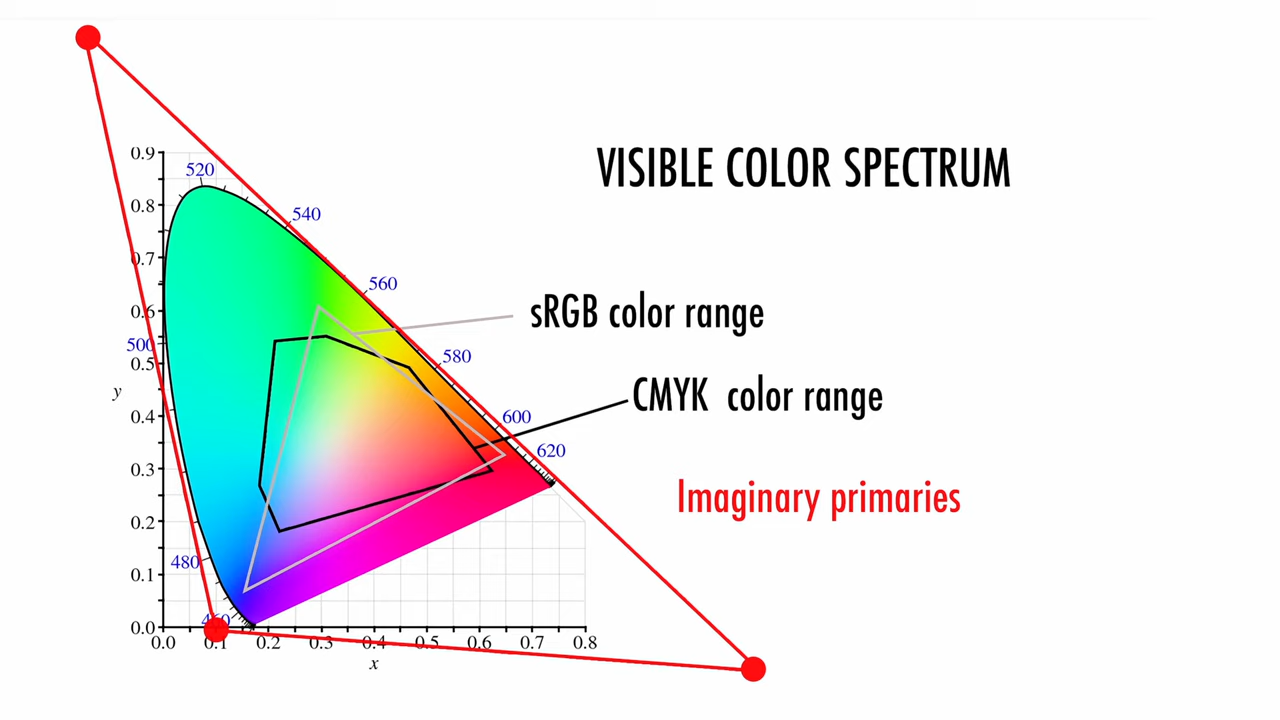 VISIBLE COLOR SPECTRUM
0.9
520
0.8
540
0.7
560
0.6
sRGB color range
500
0.5
580
y
CMYK color range
0.4
600
620
0.3
Imaginary primaries
0.2
480
0.1
460
0.0
0.0 0.1 0.2 0.3 0.4 0.5 0.6 0.7 0.8
x